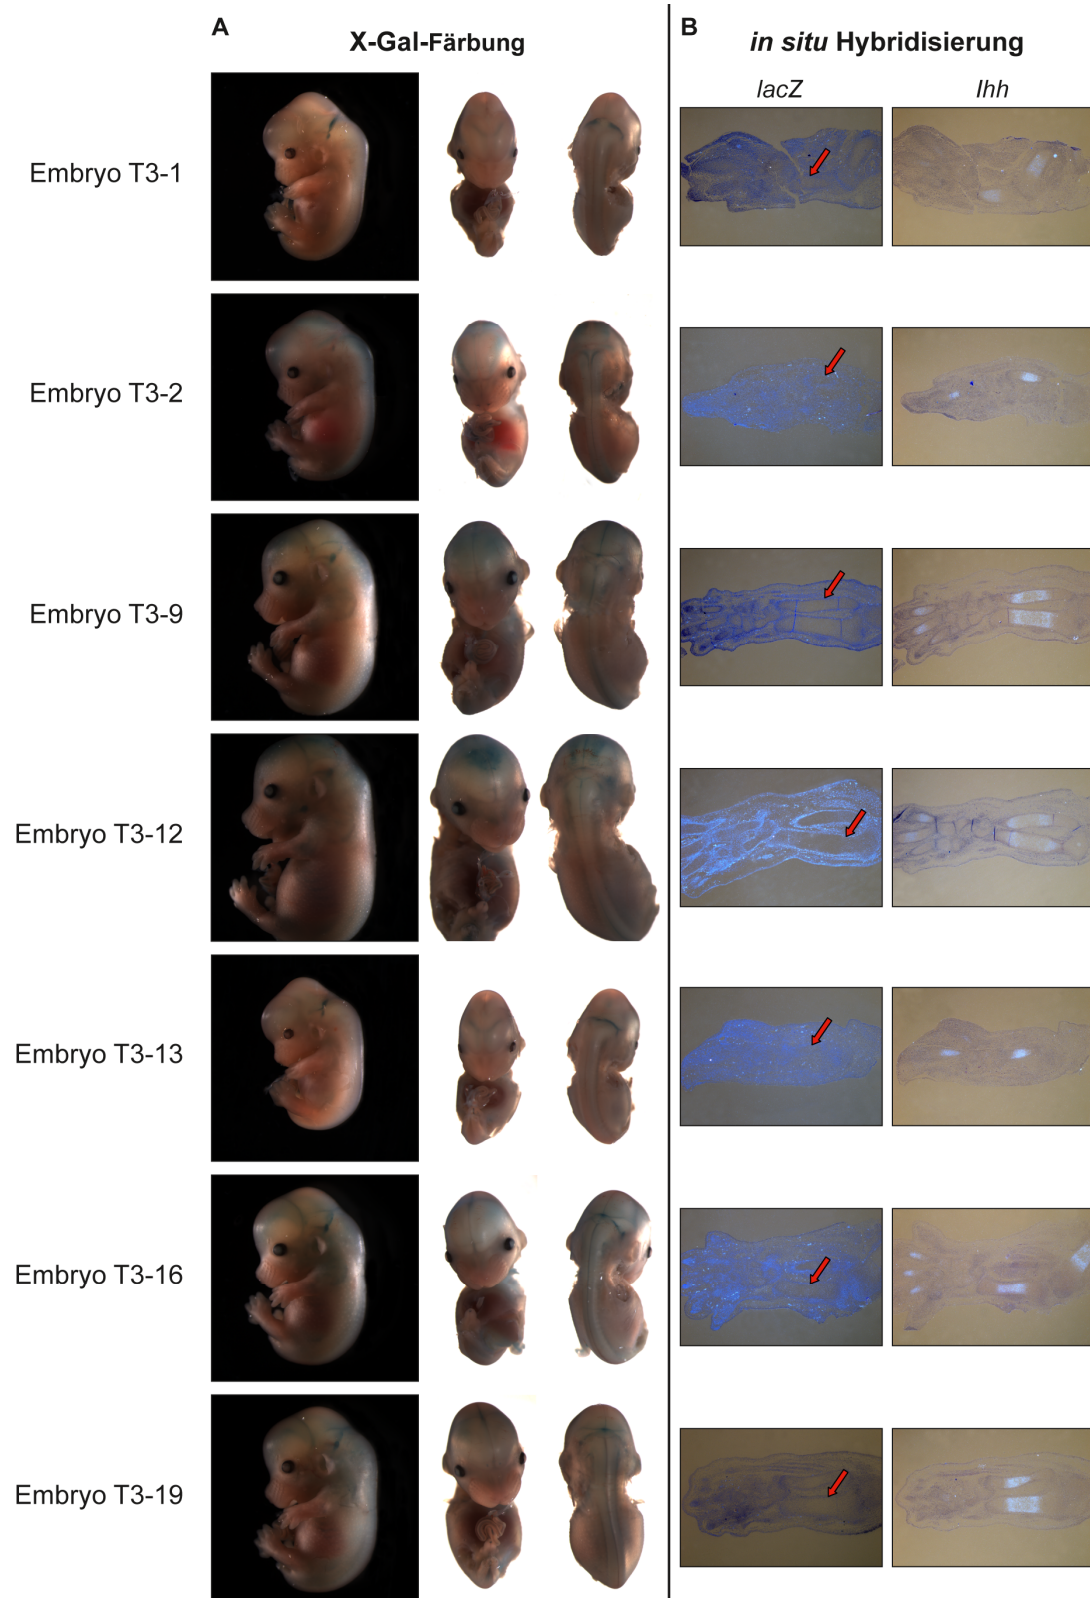 A
X-Gal-Färbung
B
in situ Hybridisierung
lacZ
Ihh
Embryo T3-1
Embryo T3-2
Embryo T3-9
Embryo T3-12
Embryo T3-13
Embryo T3-16
Embryo T3-19